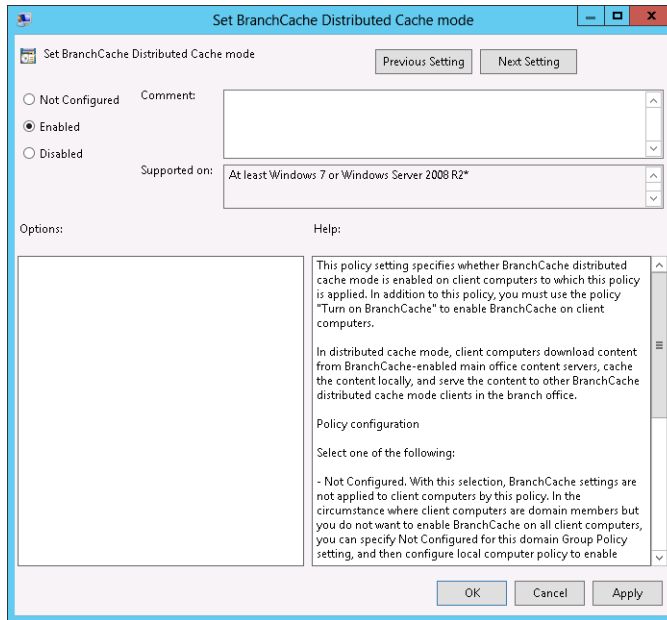 Set BranchCache Distributed Cache mode
Set BranchCache Distributed Cache mode
Previous Setting
Next Setting
Not Configured
Comment:
Enabled
Disabled
Supported on:
At least Windows 7 or Windows Server 2008 R2*
Options:
Help:
This policy setting specifies whether BranchCache distributed
cache mode is enabled on client computers to which this policy
is applied. In addition to this policy, you must use the policy
"Turn on BranchCache" to enable BranchCache on client
computers.
In distributed cache mode, client computers download content
from BranchCache-enabled main office content servers, cache
the content locally, and serve the content to other BranchCache
distributed cache mode clients in the branch office.
Policy configuration
Select one of the following:
- Not Configured. With this selection, BranchCache settings are
not applied to client computers by this policy. In the
circumstance where client computers are domain members but
you do not want to enable BranchCache on all client computers,
you can specify Not Configured for this domain Group Policy
setting, and then configure local computer policy to enable
OK
Cancel
Apply